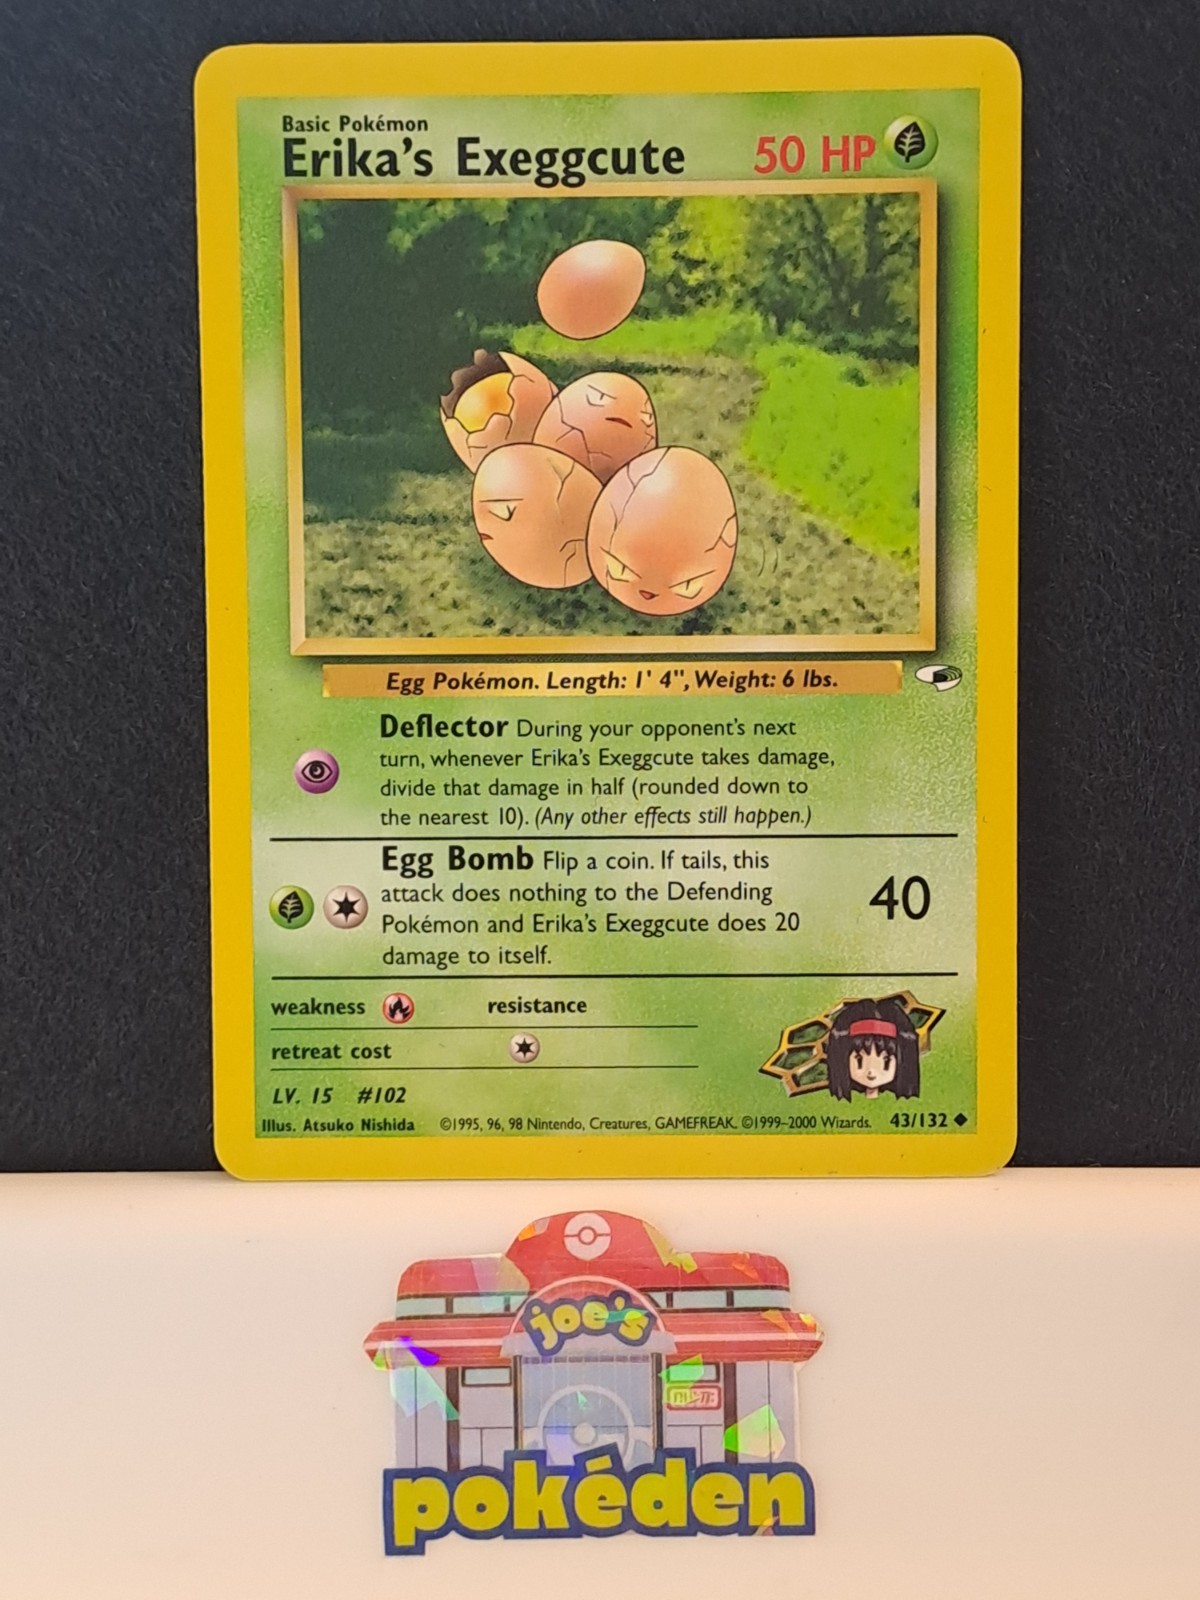 Basic Pokémon
Erika's Exeggcute 50 HP
Egg Pokémon. Length: 1' 4", Weight: 6 lbs.
Deflector During your opponent's next
turn, whenever Erika's Exeggcute takes damage,
divide that damage in half (rounded down to
the nearest 10). (Any other effects still happen.)
Egg Bomb Flip a coin. If tails, this
attack does nothing to the Defending
Pokémon and Erika's Exeggcute does 20
damage to itself.
40
weakness resistance
retreat cost
LV. 15 #102
Illus. Atsuko Nishida ©1995, 96, 98 Nintendo, Creatures, GAMEFREAK. ©1999–2000 Wizards. 43/132
joe's
pokéden